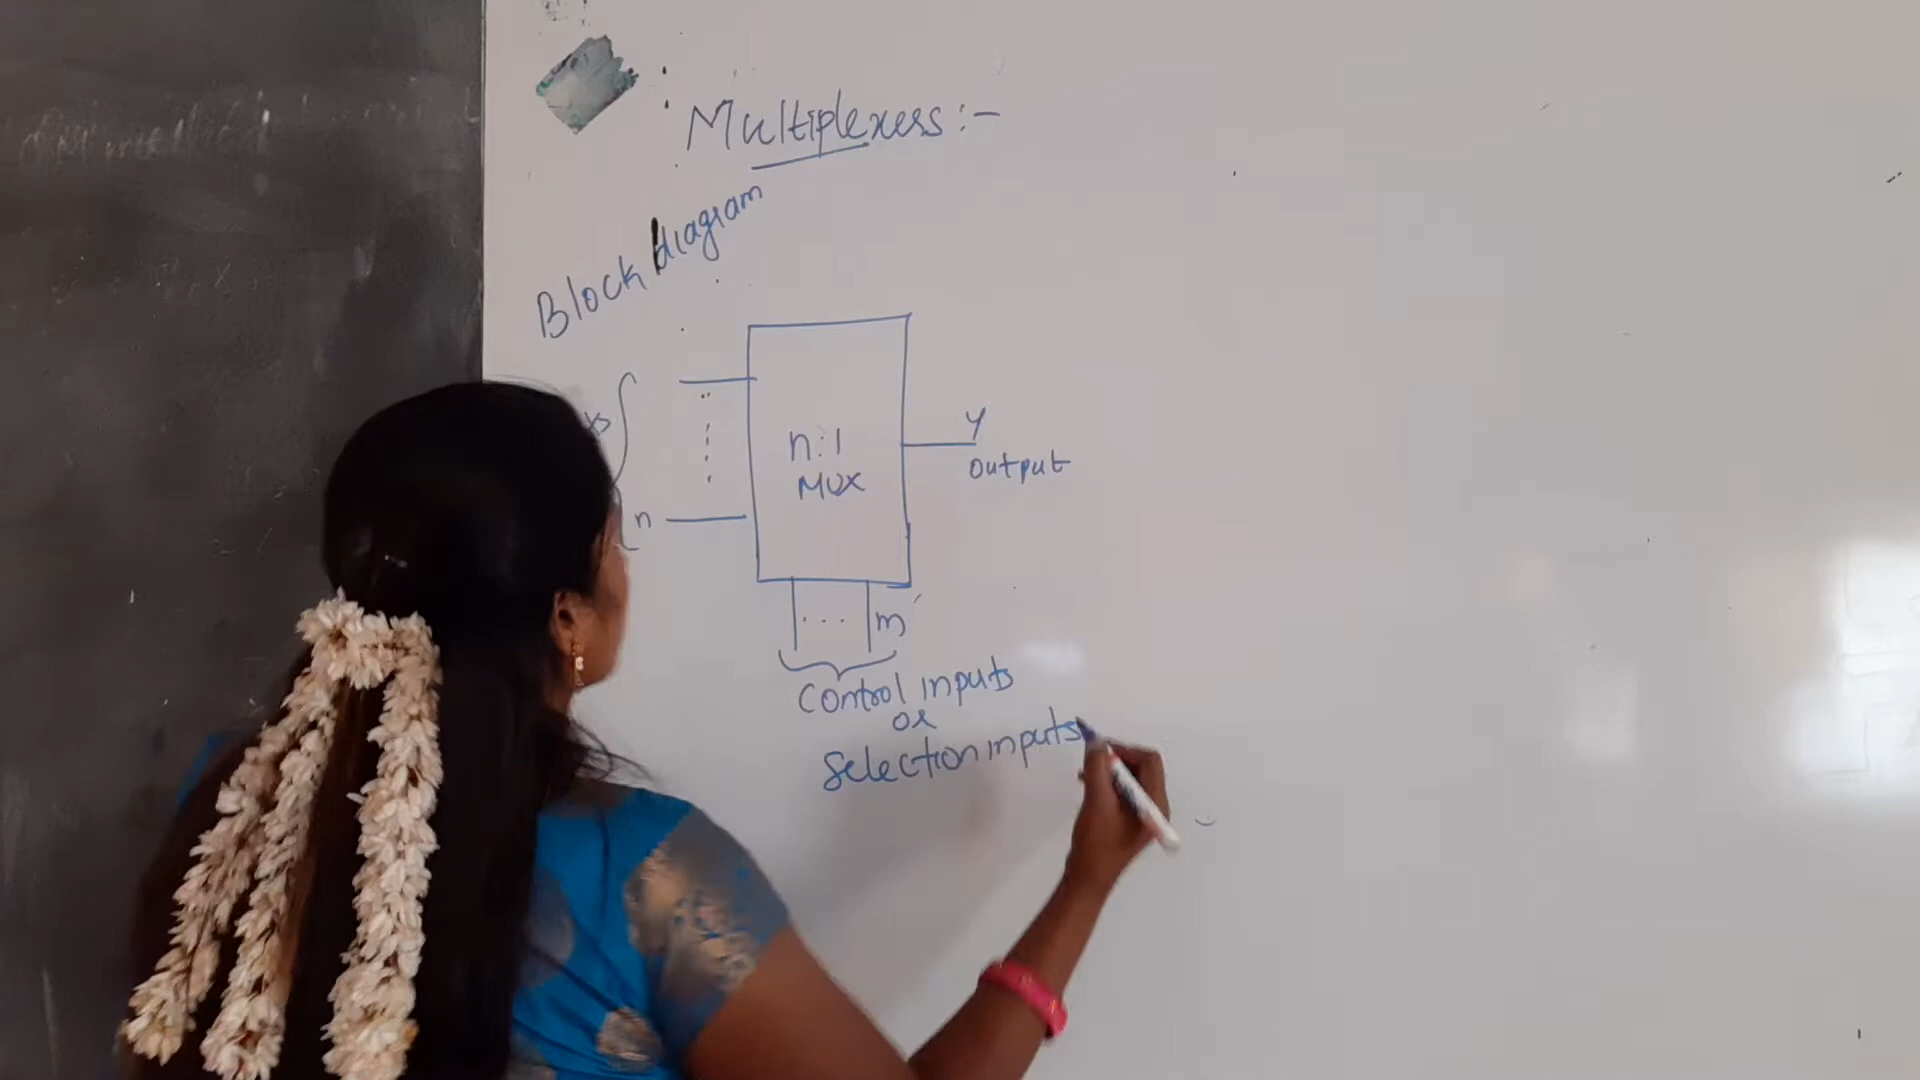 Multiplexers :-
Block diagram
n:1
MUX
Y
output
n
... m
Control inputs
or
Selection inputs